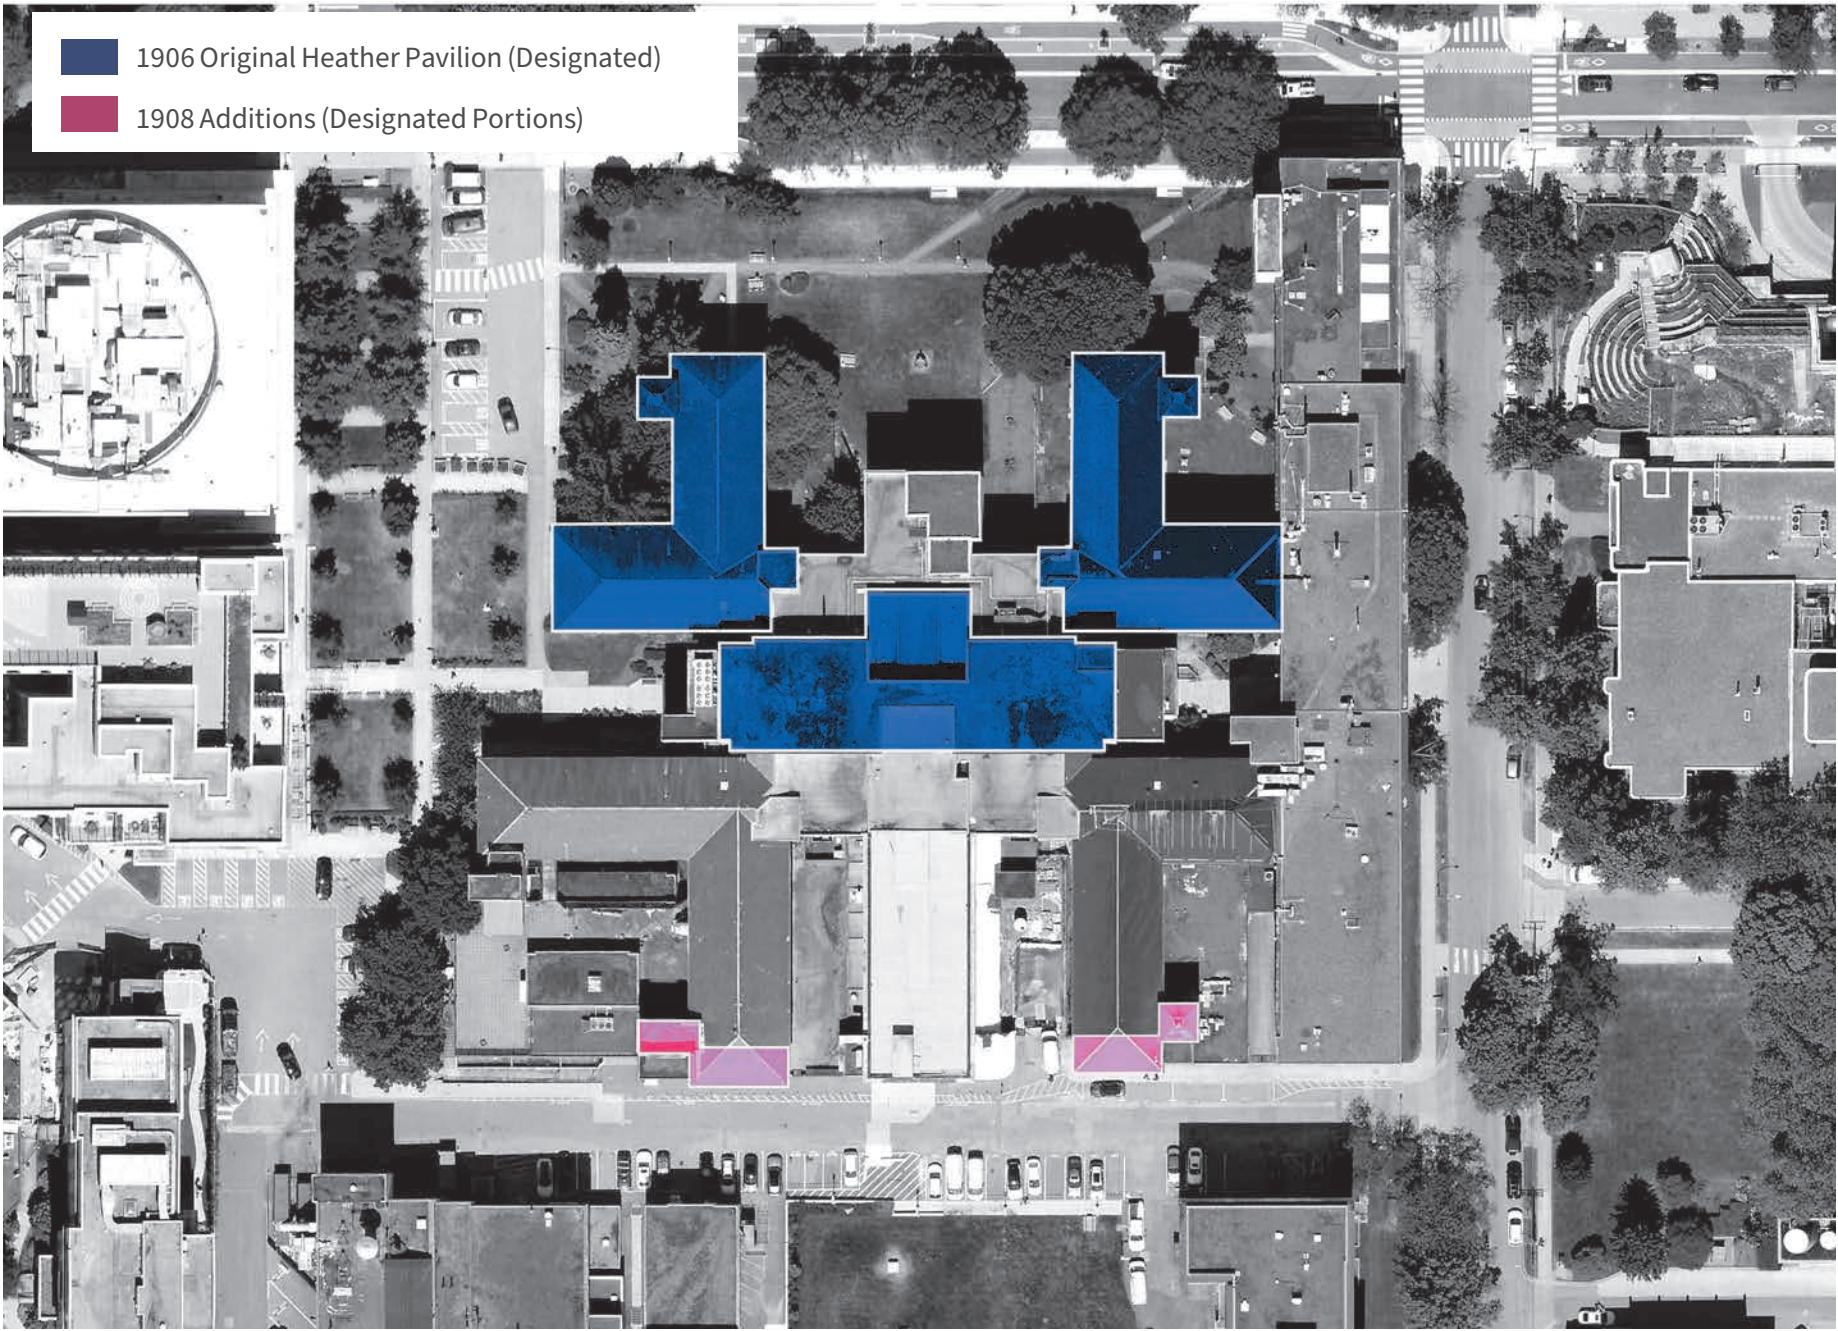 1906 Original Heather Pavilion (Designated)
1908 Additions (Designated Portions)